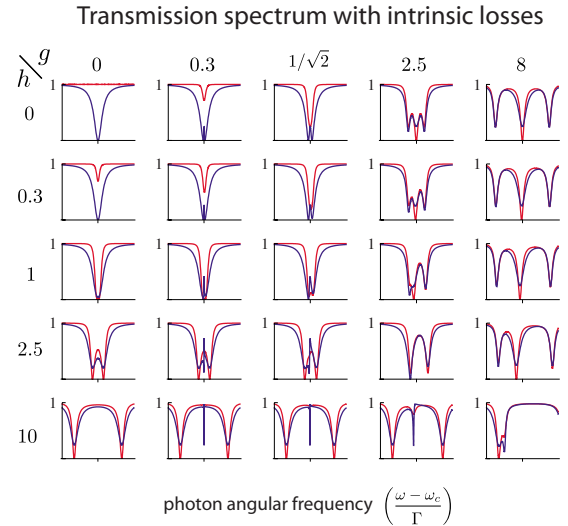 Transmission spectrum with intrinsic losses
h \ g 0 0.3 1/√2 2.5 8
0 1 1 1 1 1
0.3 1 1 1 1 1
1 1 1 1 1 1
2.5 1 1 1 1 1
10 1 1 1 1 1
photon angular frequency ((ω − ω_c)/Γ)